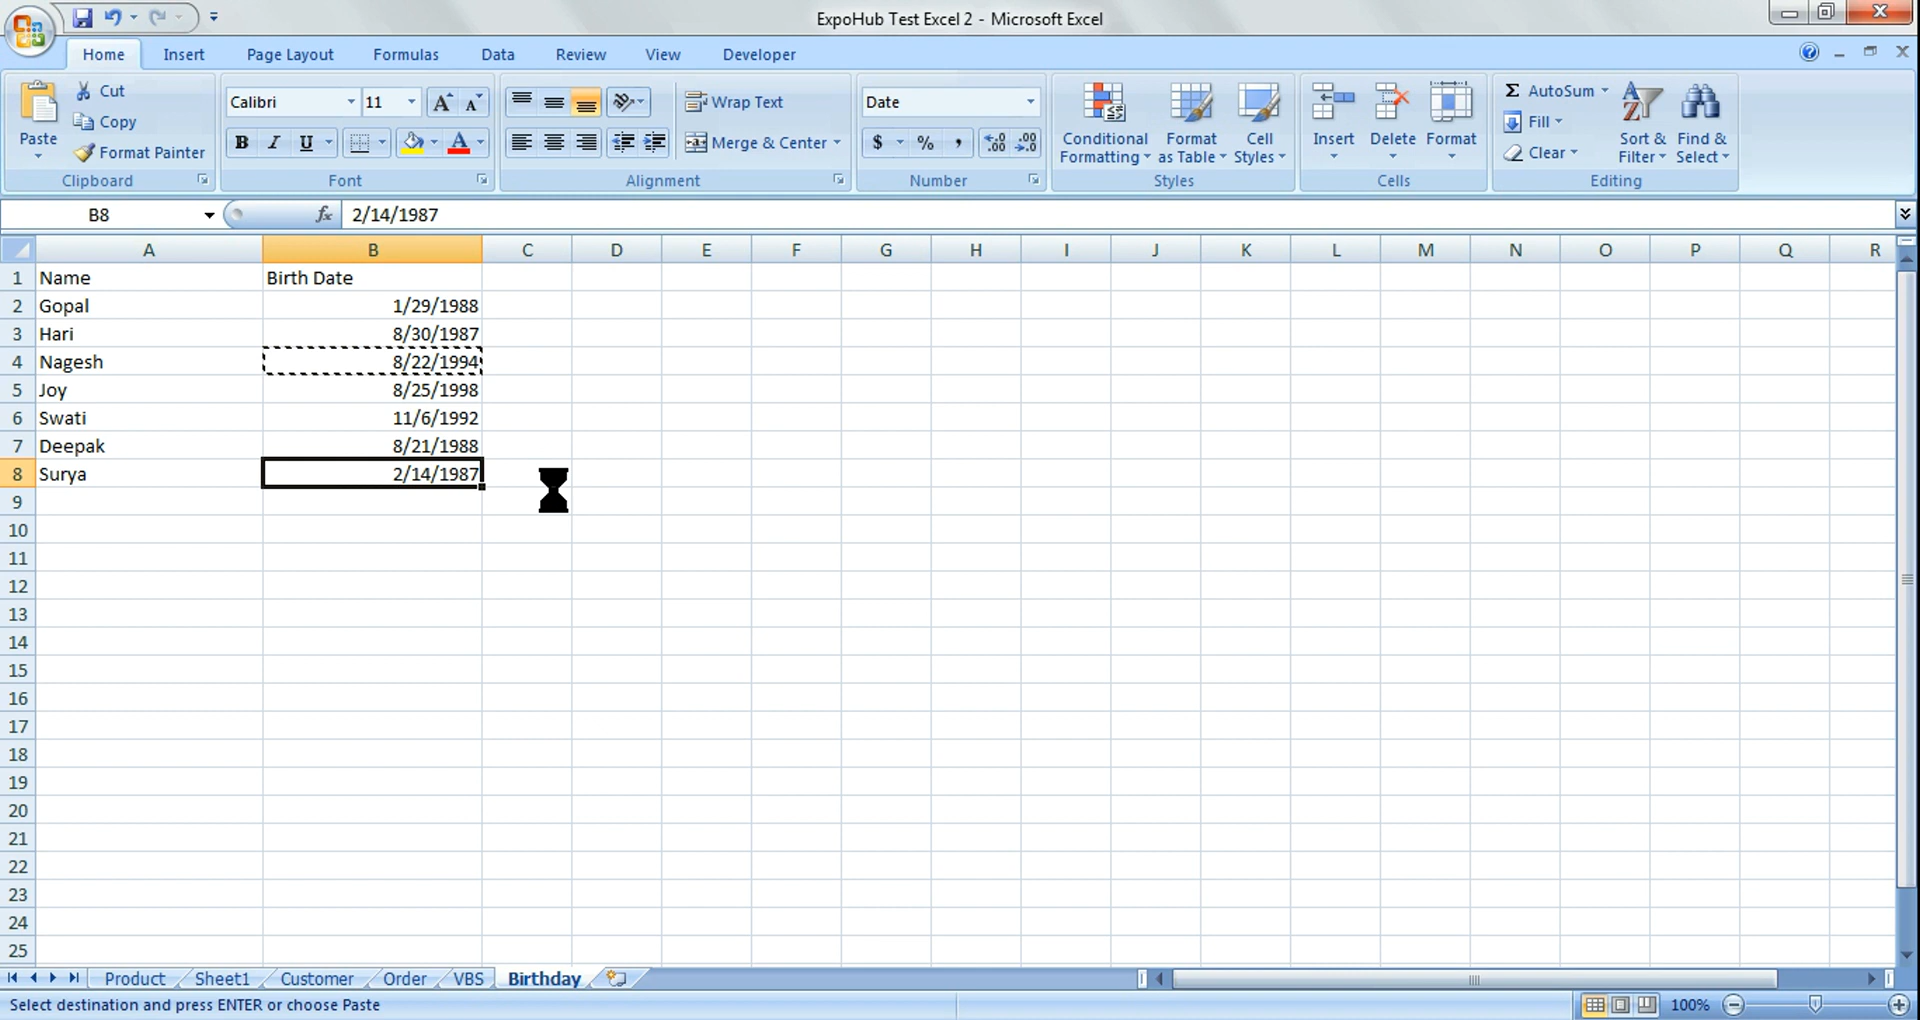 ExpoHub Test Excel 2 - Microsoft Excel
Home Insert Page Layout Formulas Data Review View Developer
Paste
Cut
Copy
Format Painter
Clipboard
Calibri 11 A A
B I U A
Font
Wrap Text
Merge & Center
Alignment
Date
$ % , .0 .00 .00 .0
Number
Conditional Formatting
Format as Table
Cell Styles
Styles
Insert Delete Format
Cells
Σ AutoSum
Fill
Clear
Sort & Filter
Find & Select
Editing
B8 fx 2/14/1987
A B C D E F G H I J K L M N O P Q R
1 Name Birth Date
2 Gopal 1/29/1988
3 Hari 8/30/1987
4 Nagesh 8/22/1994
5 Joy 8/25/1998
6 Swati 11/6/1992
7 Deepak 8/21/1988
8 Surya 2/14/1987
9
10
11
12
13
14
15
16
17
18
19
20
21
22
23
24
25
Product Sheet1 Customer Order VBS Birthday
Select destination and press ENTER or choose Paste 100%